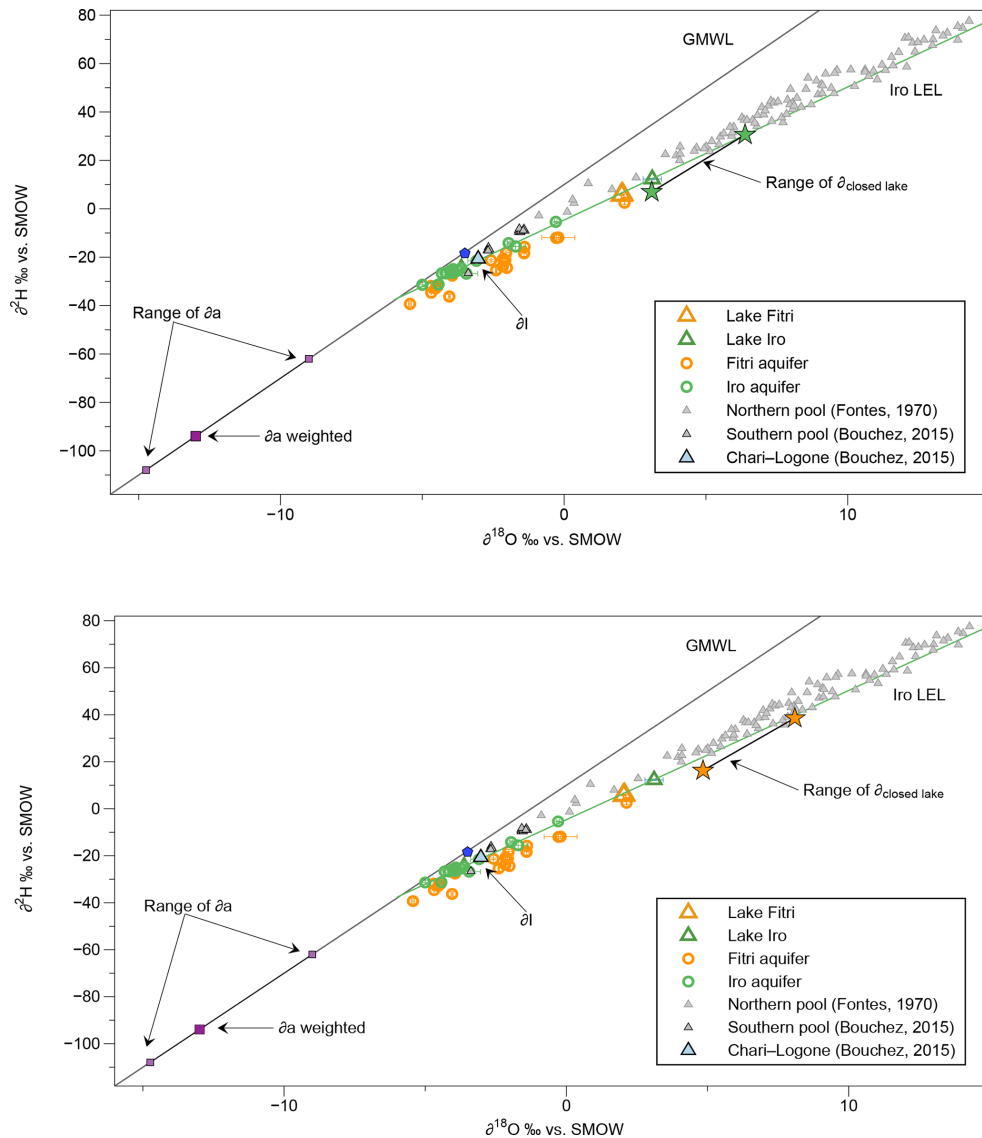 80
60
40
20
0
−20
−40
−60
−80
−100
∂²H ‰ vs. SMOW
GMWL
Iro LEL
Range of ∂closed lake
∂l
Range of ∂a
∂a weighted
Lake Fitri
Lake Iro
Fitri aquifer
Iro aquifer
Northern pool (Fontes, 1970)
Southern pool (Bouchez, 2015)
Chari–Logone (Bouchez, 2015)
−10 0 10
∂¹⁸O ‰ vs. SMOW
80
60
40
20
0
−20
−40
−60
−80
−100
∂²H ‰ vs. SMOW
GMWL
Iro LEL
Range of ∂closed lake
∂l
Range of ∂a
∂a weighted
Lake Fitri
Lake Iro
Fitri aquifer
Iro aquifer
Northern pool (Fontes, 1970)
Southern pool (Bouchez, 2015)
Chari–Logone (Bouchez, 2015)
−10 0 10
∂¹⁸O ‰ vs. SMOW